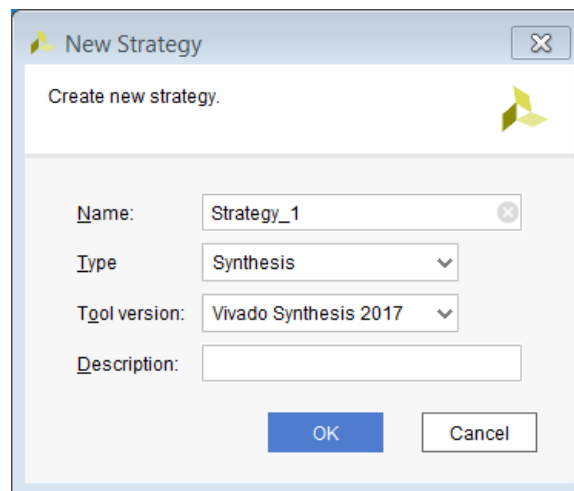 New Strategy
Create new strategy.
Name: Strategy_1
Type Synthesis
Tool version: Vivado Synthesis 2017
Description:
OK Cancel